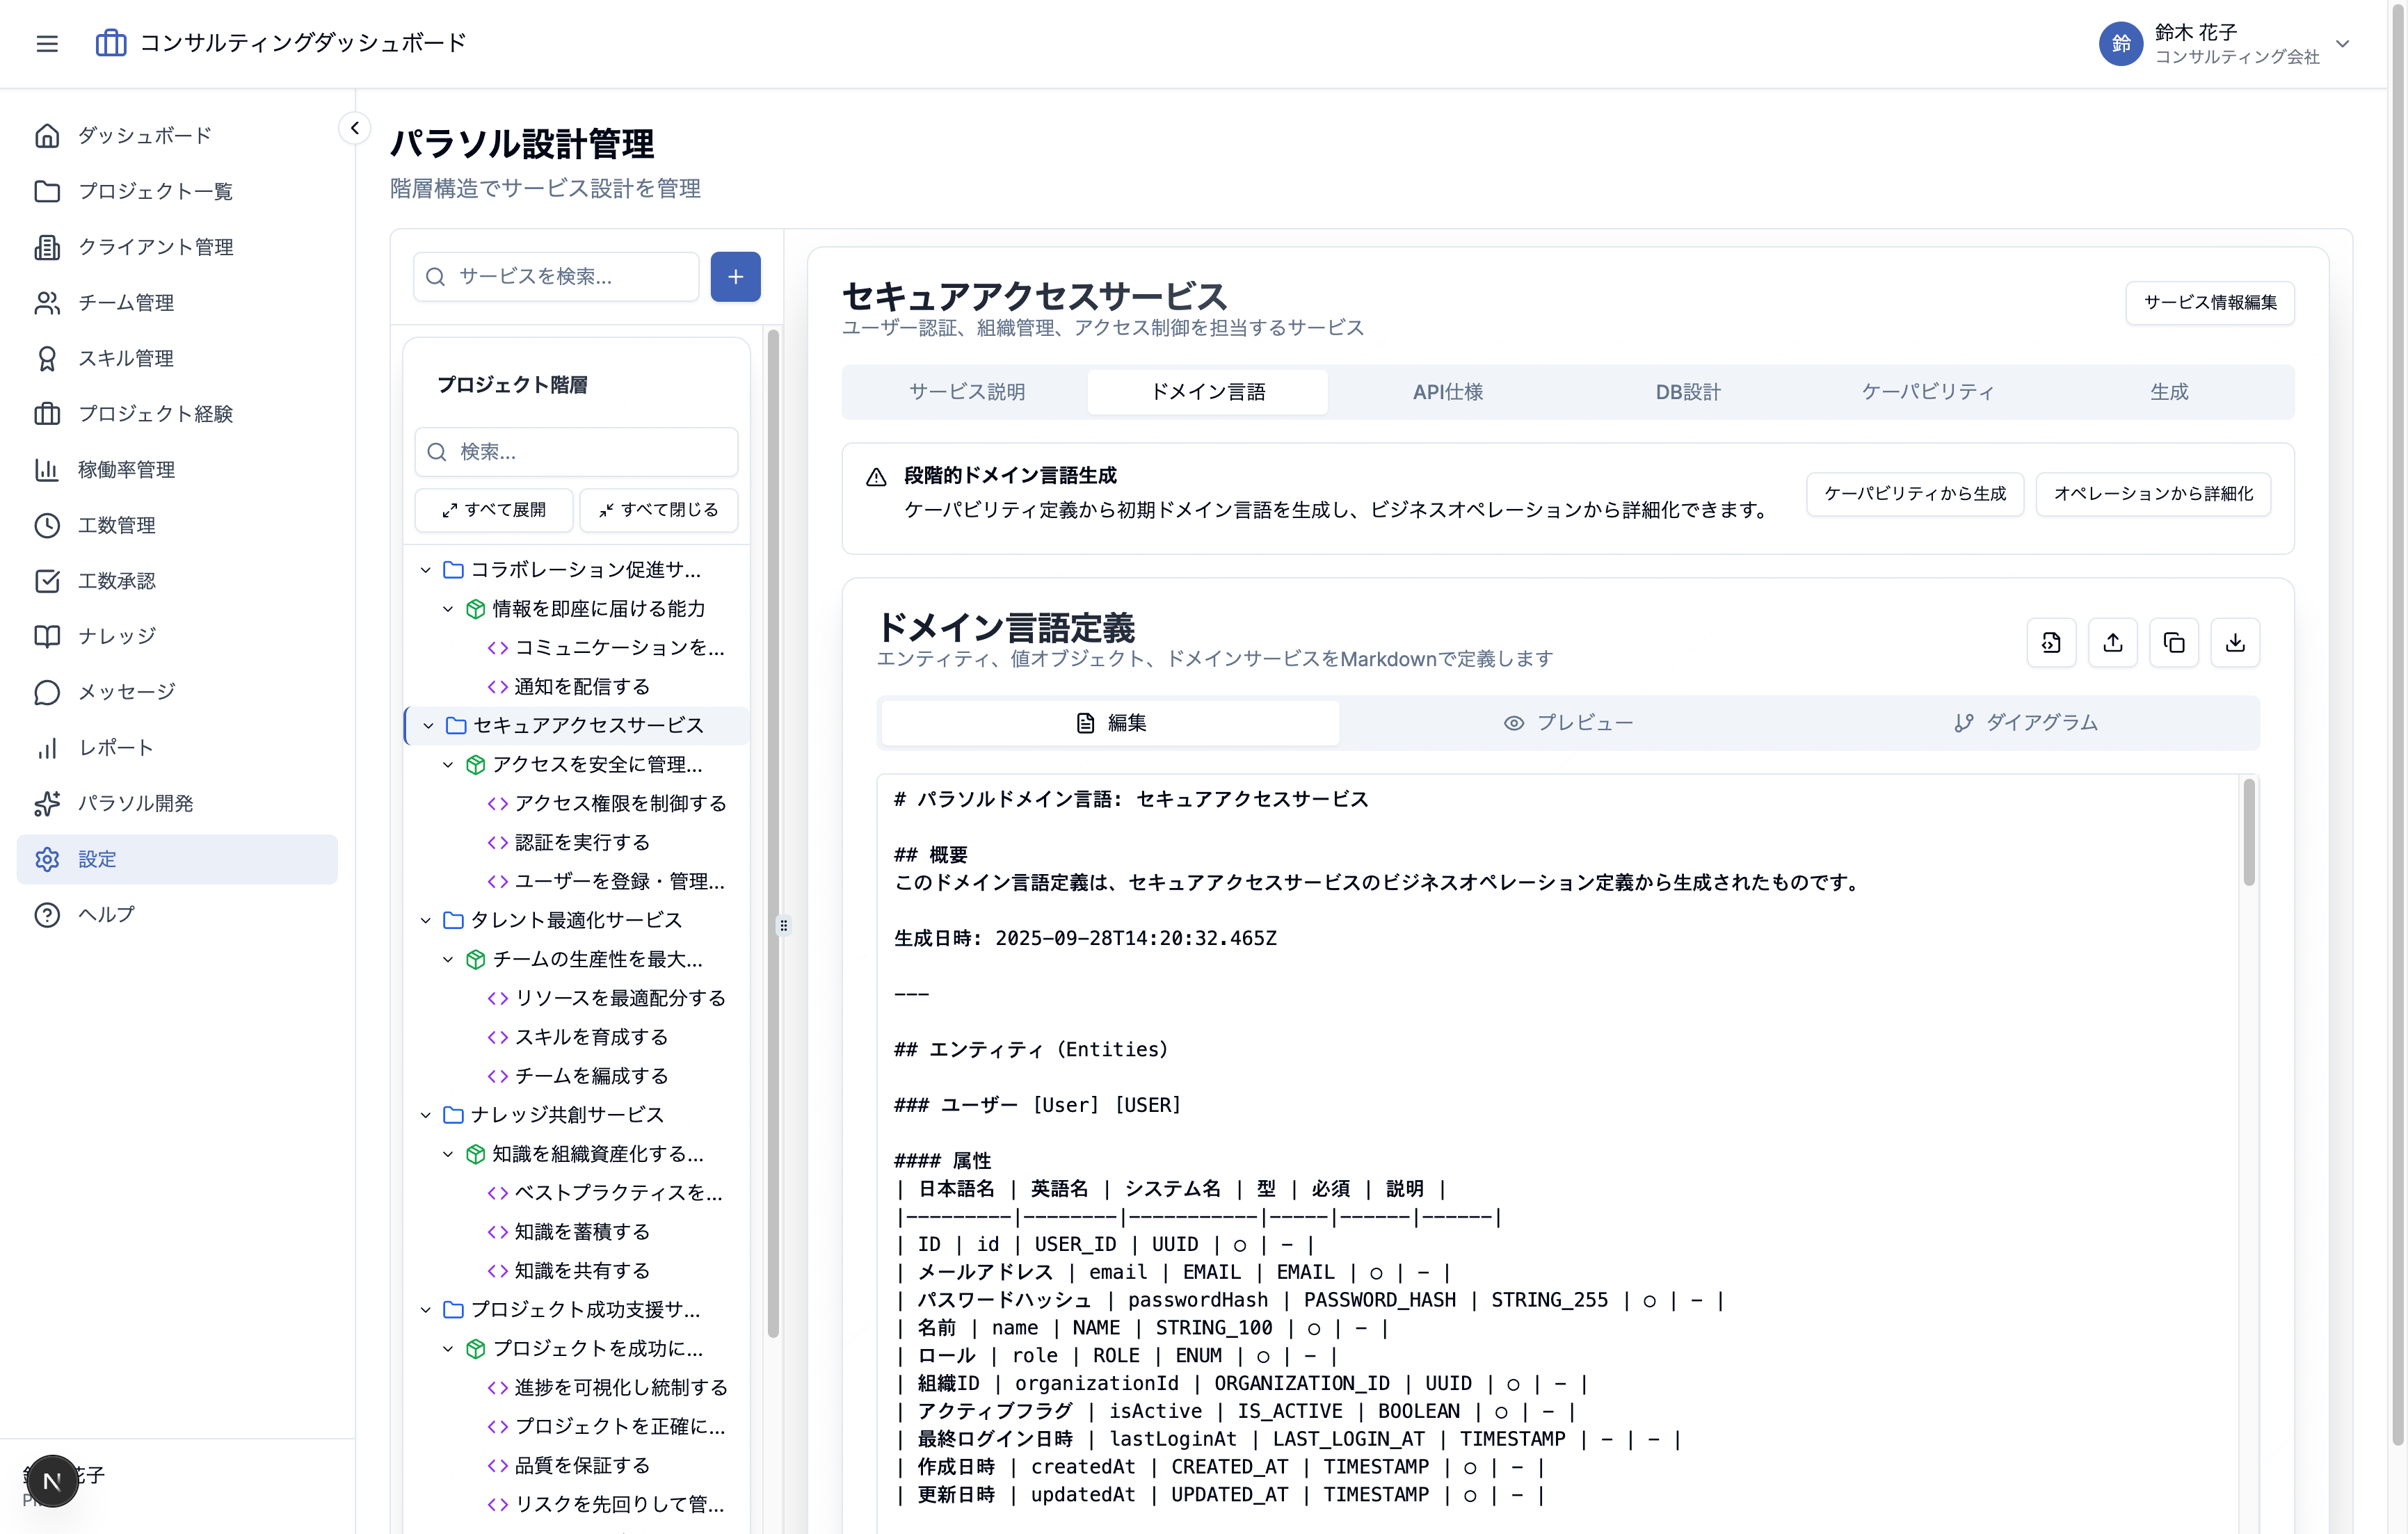 コンサルティングダッシュボード
鈴
鈴木 花子
コンサルティング会社
ダッシュボード
プロジェクト一覧
クライアント管理
チーム管理
スキル管理
プロジェクト経験
稼働率管理
工数管理
工数承認
ナレッジ
メッセージ
レポート
パラソル開発
設定
ヘルプ
花子
N
パラソル設計管理
階層構造でサービス設計を管理
サービスを検索...
プロジェクト階層
検索...
すべて展開
すべて閉じる
コラボレーション促進サ...
情報を即座に届ける能力
コミュニケーションを...
通知を配信する
セキュアアクセスサービス
アクセスを安全に管理...
アクセス権限を制御する
認証を実行する
ユーザーを登録・管理...
タレント最適化サービス
チームの生産性を最大...
リソースを最適配分する
スキルを育成する
チームを編成する
ナレッジ共創サービス
知識を組織資産化する...
ベストプラクティスを...
知識を蓄積する
知識を共有する
プロジェクト成功支援サ...
プロジェクトを成功に...
進捗を可視化し統制する
プロジェクトを正確に...
品質を保証する
リスクを先回りして管...
セキュアアクセスサービス
ユーザー認証、組織管理、アクセス制御を担当するサービス
サービス情報編集
サービス説明
ドメイン言語
API仕様
DB設計
ケーパビリティ
生成
段階的ドメイン言語生成
ケーパビリティ定義から初期ドメイン言語を生成し、ビジネスオペレーションから詳細化できます。
ケーパビリティから生成
オペレーションから詳細化
ドメイン言語定義
エンティティ、値オブジェクト、ドメインサービスをMarkdownで定義します
編集
プレビュー
ダイアグラム
# パラソルドメイン言語: セキュアアクセスサービス
## 概要
このドメイン言語定義は、セキュアアクセスサービスのビジネスオペレーション定義から生成されたものです。
生成日時: 2025-09-28T14:20:32.465Z
---
## エンティティ（Entities）
### ユーザー [User] [USER]
#### 属性
| 日本語名 | 英語名 | システム名 | 型 | 必須 | 説明 |
|---------|--------|-----------|-----|------|------|
| ID | id | USER_ID | UUID | ○ | - |
| メールアドレス | email | EMAIL | EMAIL | ○ | - |
| パスワードハッシュ | passwordHash | PASSWORD_HASH | STRING_255 | ○ | - |
| 名前 | name | NAME | STRING_100 | ○ | - |
| ロール | role | ROLE | ENUM | ○ | - |
| 組織ID | organizationId | ORGANIZATION_ID | UUID | ○ | - |
| アクティブフラグ | isActive | IS_ACTIVE | BOOLEAN | ○ | - |
| 最終ログイン日時 | lastLoginAt | LAST_LOGIN_AT | TIMESTAMP | - | - |
| 作成日時 | createdAt | CREATED_AT | TIMESTAMP | ○ | - |
| 更新日時 | updatedAt | UPDATED_AT | TIMESTAMP | ○ | - |